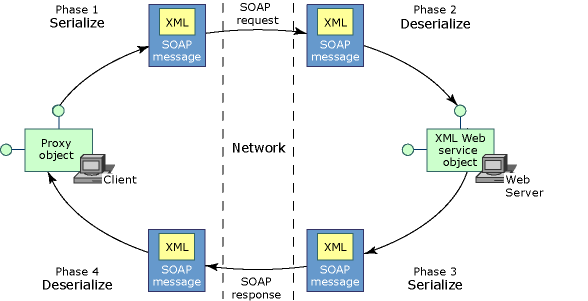 Phase 1
Serialize
XML
SOAP
message
SOAP
request
XML
SOAP
message
Phase 2
Deserialize
Proxy
object
Client
Network
XML Web
service
object
Web
Server
Phase 4
Deserialize
XML
SOAP
message
SOAP
response
XML
SOAP
message
Phase 3
Serialize